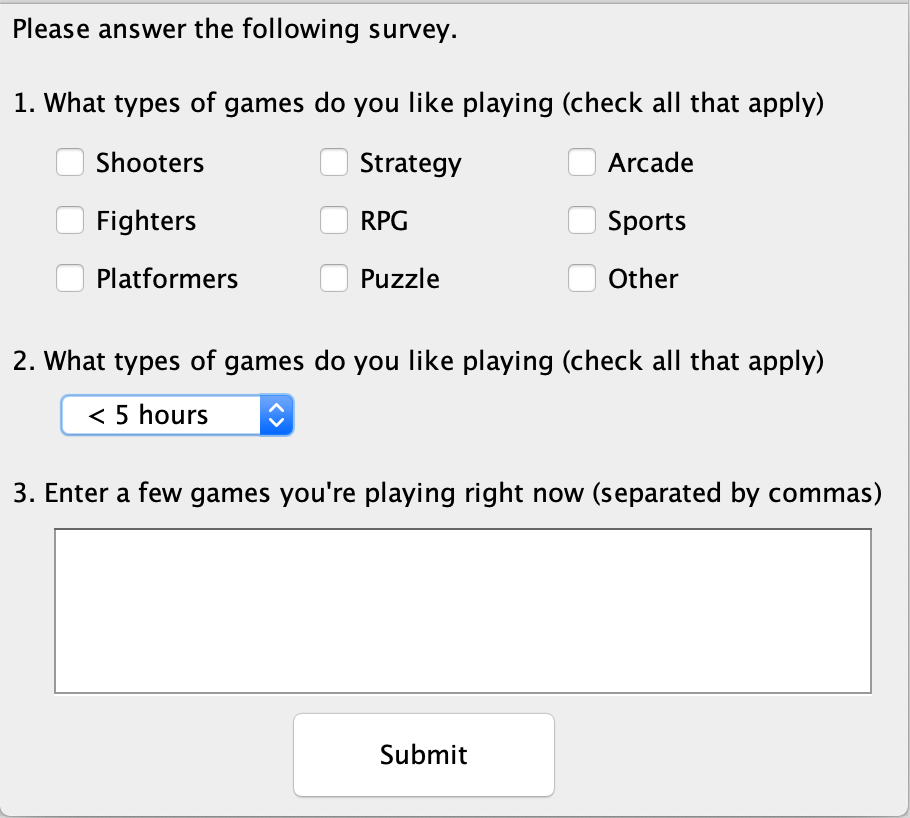 Please answer the following survey.
1. What types of games do you like playing (check all that apply)
Shooters Strategy Arcade
Fighters RPG Sports
Platformers Puzzle Other
2. What types of games do you like playing (check all that apply)
< 5 hours
3. Enter a few games you're playing right now (separated by commas)
Submit